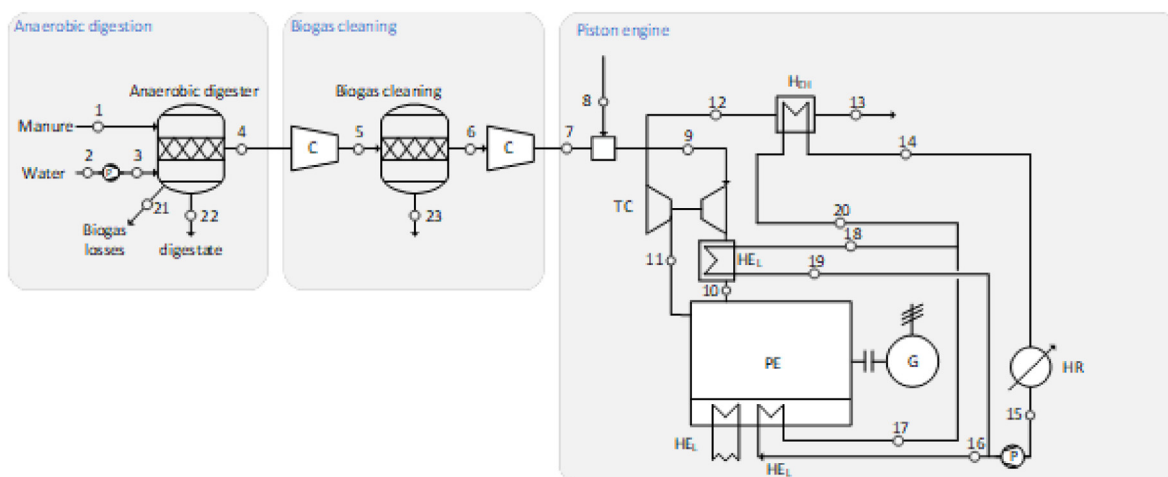 Anaerobic digestion
Biogas cleaning
Piston engine
Anaerobic digester
Biogas cleaning
Manure
1
Water
2
P
3
4
C
5
6
C
7
8
21
Biogas
losses
22
digestate
23
12
13
9
14
TC
20
18
11
HEL
19
10
PE
G
HR
15
17
16
P
HEL
HEL